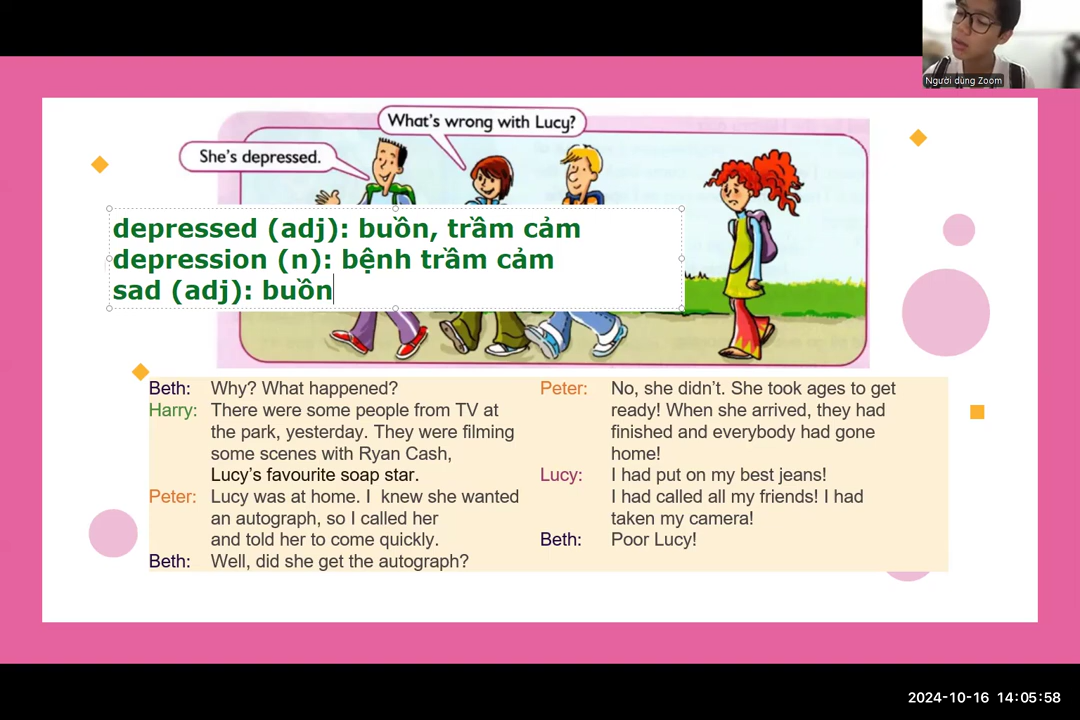 Người dùng Zoom
What's wrong with Lucy?
She's depressed.
depressed (adj): buồn, trầm cảm
depression (n): bệnh trầm cảm
sad (adj): buồn
Beth: Why? What happened?
Harry: There were some people from TV at
the park, yesterday. They were filming
some scenes with Ryan Cash,
Lucy's favourite soap star.
Peter: Lucy was at home. I knew she wanted
an autograph, so I called her
and told her to come quickly.
Beth: Well, did she get the autograph?
Peter: No, she didn't. She took ages to get
ready! When she arrived, they had
finished and everybody had gone
home!
Lucy: I had put on my best jeans!
I had called all my friends! I had
taken my camera!
Beth: Poor Lucy!
2024-10-16 14:05:58